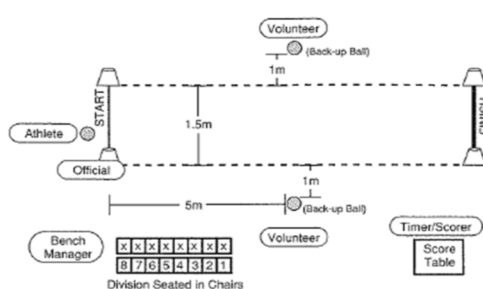 Volunteer
(Back-up Ball)
1m
START
1.5m
FINISH
Athlete
Official
1m
5m
(Back-up Ball)
Volunteer
Timer/Scorer
Bench
Manager
X X X X X X X X
8 7 6 5 4 3 2 1
Score
Table
Division Seated in Chairs